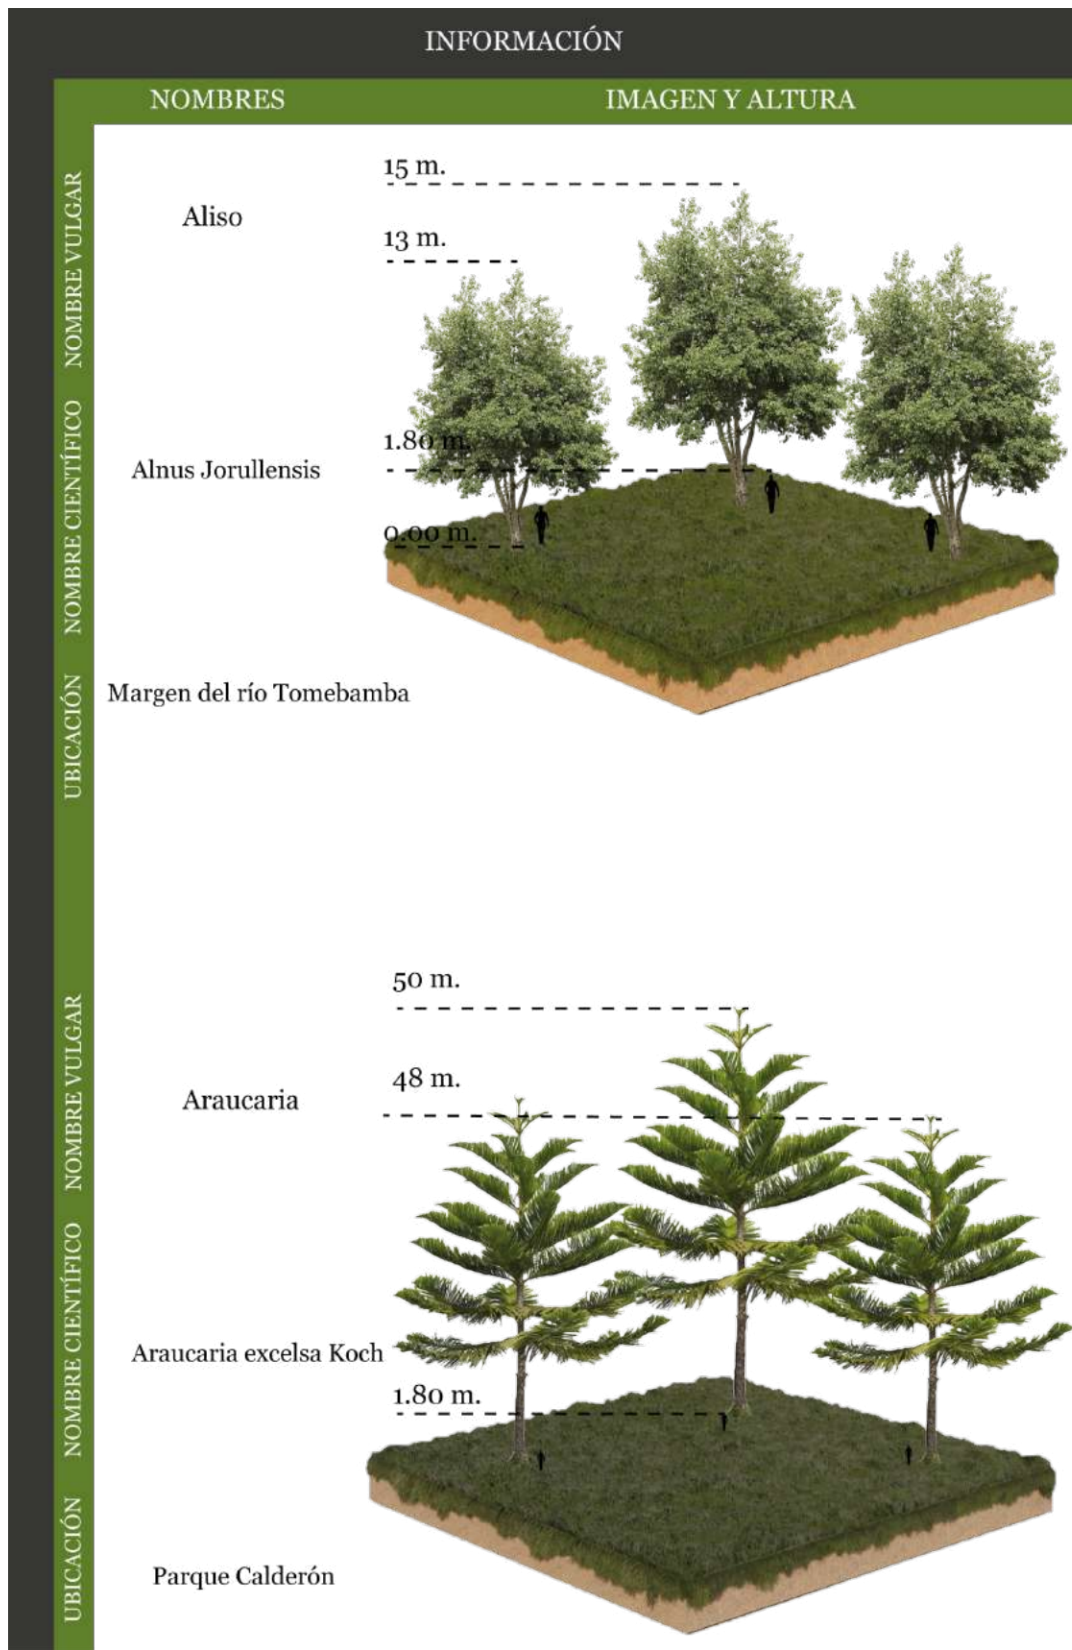 INFORMACIÓN
NOMBRES
IMAGEN Y ALTURA
NOMBRE VULGAR
Aliso
15 m.
13 m.
NOMBRE CIENTÍFICO
Alnus Jorullensis
1.80 m.
0.00 m.
UBICACIÓN
Margen del río Tomebamba
NOMBRE VULGAR
Araucaria
50 m.
48 m.
NOMBRE CIENTÍFICO
Araucaria excelsa Koch
1.80 m.
UBICACIÓN
Parque Calderón